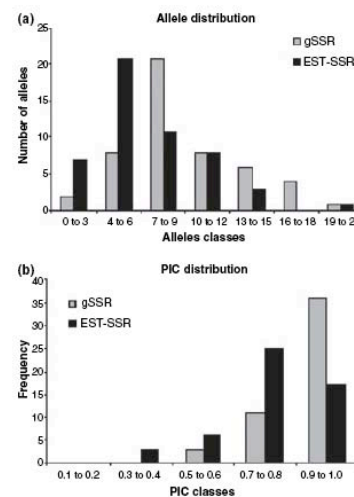 (a) Allele distribution
Number of alleles
25
20
15
10
5
0
gSSR
EST-SSR
0 to 3 4 to 6 7 to 9 10 to 12 13 to 15 16 to 18 19 to 2
Alleles classes
(b) PIC distribution
Frequency
40
35
30
25
20
15
10
5
0
gSSR
EST-SSR
0.1 to 0.2 0.3 to 0.4 0.5 to 0.6 0.7 to 0.8 0.9 to 1.0
PIC classes